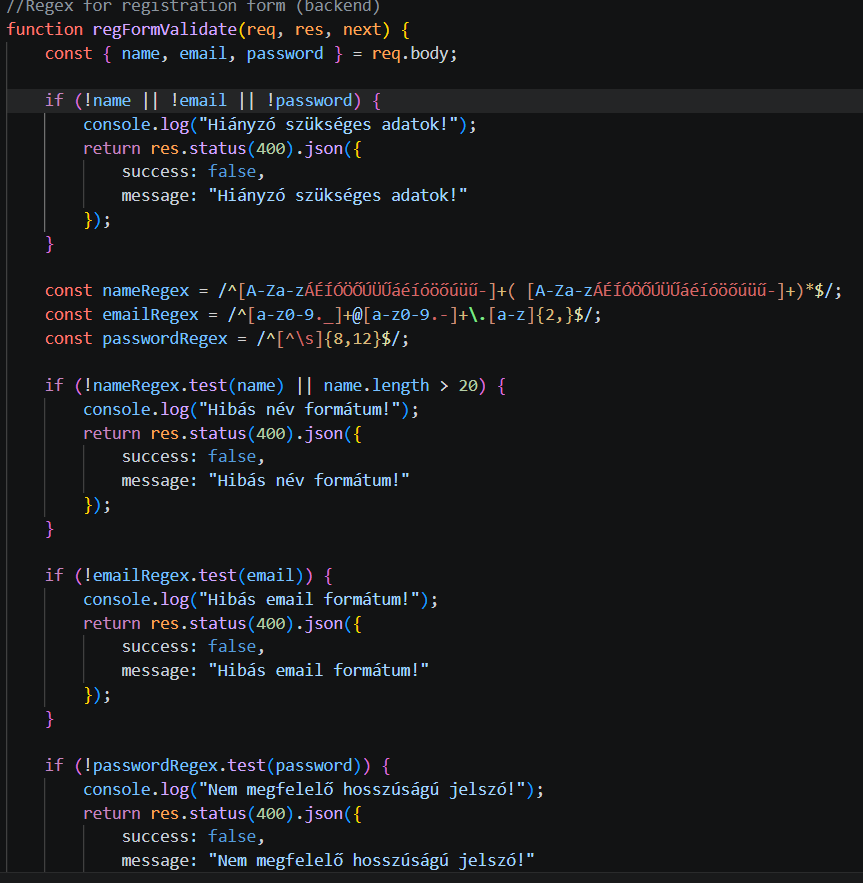 //Regex for registration form (backend)
function regFormValidate(req, res, next) {
    const { name, email, password } = req.body;

    if (!name || !email || !password) {
        console.log("Hiányzó szükséges adatok!");
        return res.status(400).json({
            success: false,
            message: "Hiányzó szükséges adatok!"
        });
    }

    const nameRegex = /^[A-Za-zÁÉÍÓÖŐÚÜŰáéíóöőúüű-]+( [A-Za-zÁÉÍÓÖŐÚÜŰáéíóöőúüű-]+)*$/;
    const emailRegex = /^[a-z0-9._]+@[a-z0-9.-]+\.[a-z]{2,}$/;
    const passwordRegex = /^[^\s]{8,12}$/;

    if (!nameRegex.test(name) || name.length > 20) {
        console.log("Hibás név formátum!");
        return res.status(400).json({
            success: false,
            message: "Hibás név formátum!"
        });
    }

    if (!emailRegex.test(email)) {
        console.log("Hibás email formátum!");
        return res.status(400).json({
            success: false,
            message: "Hibás email formátum!"
        });
    }

    if (!passwordRegex.test(password)) {
        console.log("Nem megfelelő hosszúságú jelszó!");
        return res.status(400).json({
            success: false,
            message: "Nem megfelelő hosszúságú jelszó!"